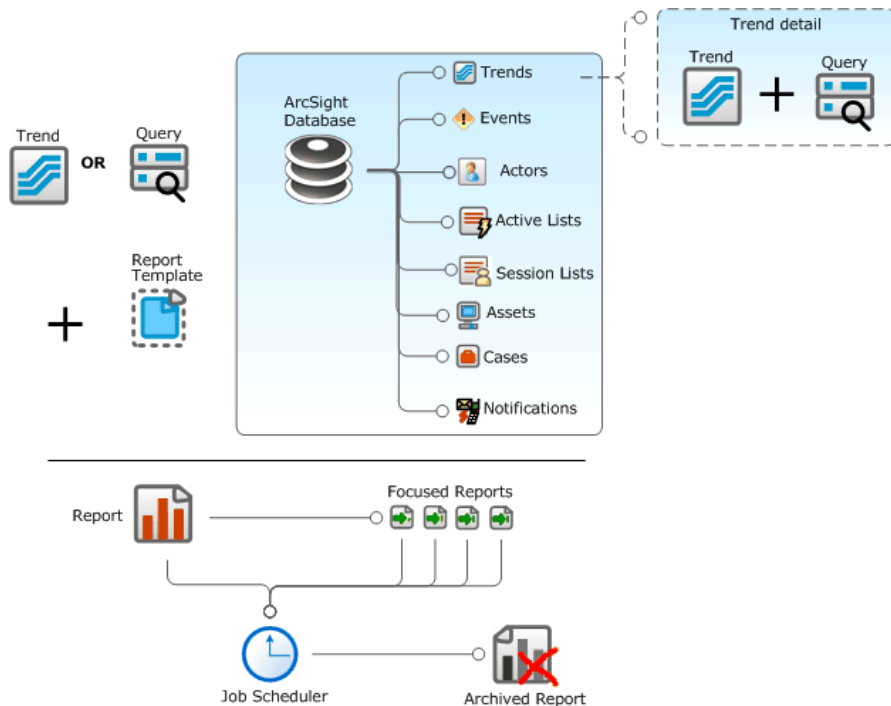 Trend detail
Trend
Query
ArcSight
Database
Trends
Events
Actors
Active Lists
Session Lists
Assets
Cases
Notifications
Trend
OR
Query
Report
Template
Report
Focused Reports
Job Scheduler
Archived Report